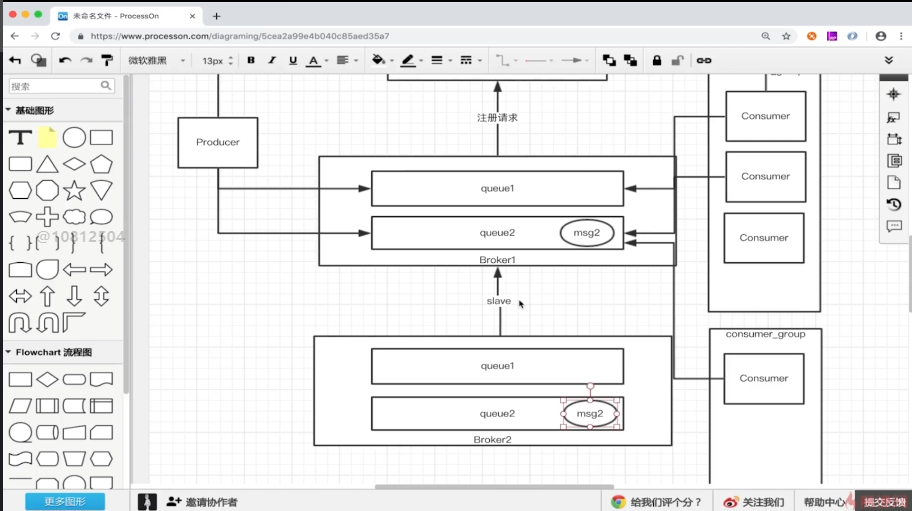 未命名文件 - ProcessOn
https://www.processon.com/diagraming/5cea2a99e4b040c85aed35a7
微软雅黑
13px
B
I
U
A
搜索
基础图形
Flowchart 流程图
更多图形
@10812504
注册请求
Producer
queue1
queue2
msg2
Broker1
slave
queue1
queue2
msg2
Broker2
Consumer
Consumer
Consumer
consumer_group
Consumer
邀请协作者
给我们评个分？
关注我们
帮助中心
提交反馈